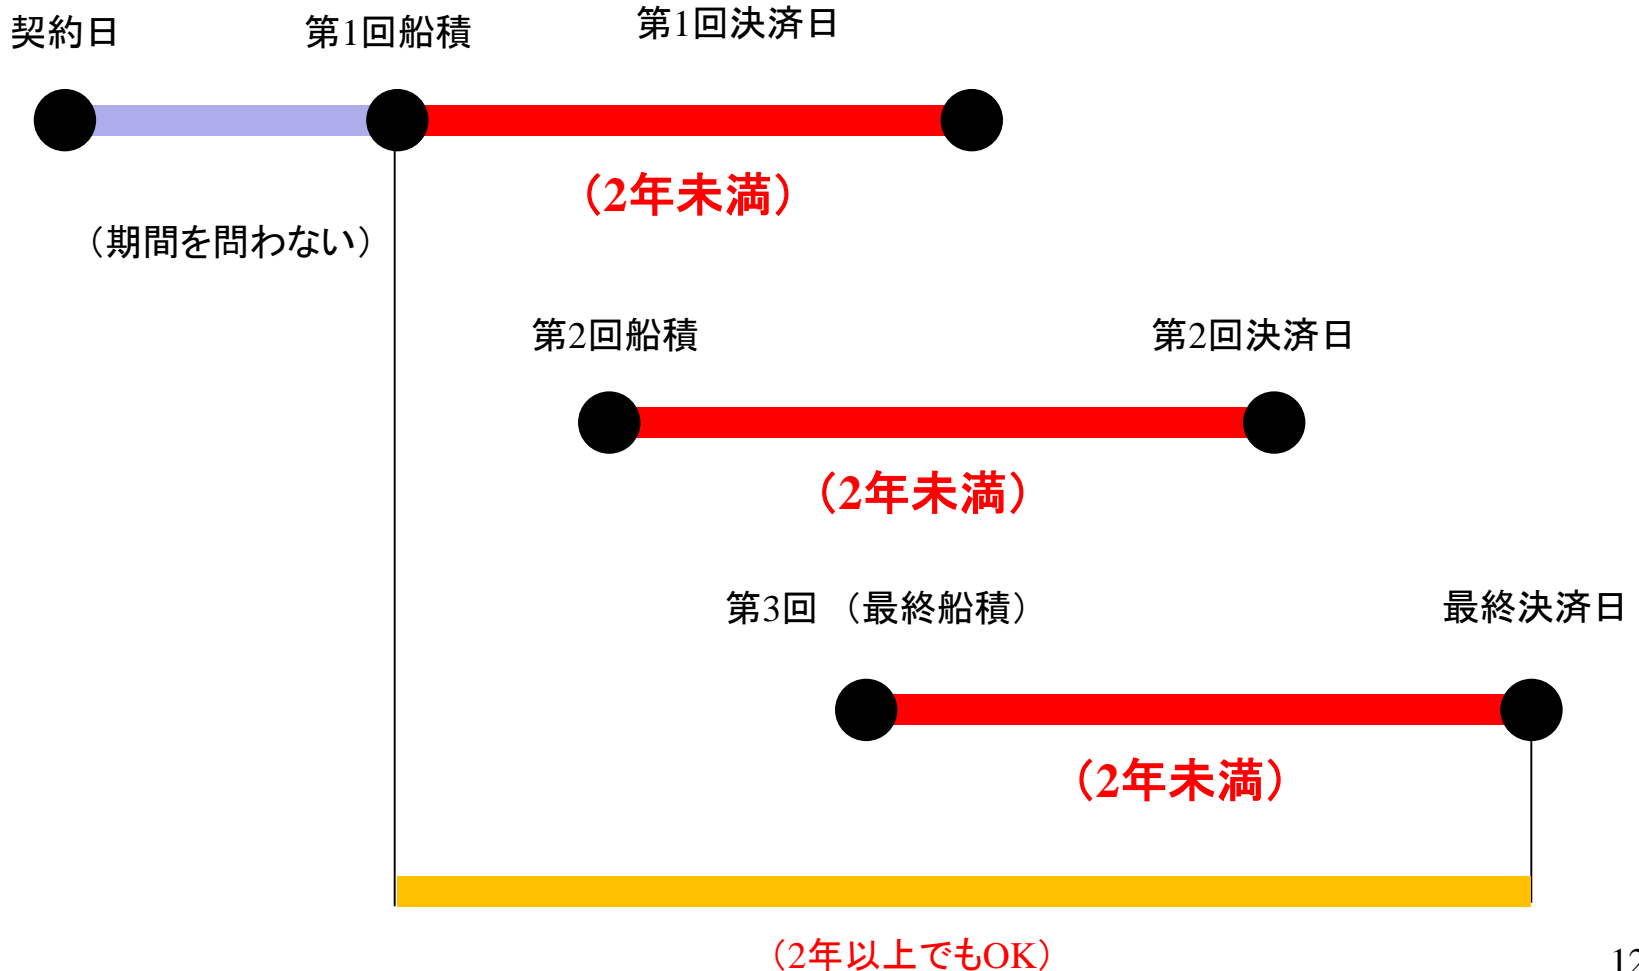 契約日
第1回船積
第1回決済日
（2年未満）
（期間を問わない）
第2回船積
第2回決済日
（2年未満）
第3回 （最終船積）
最終決済日
（2年未満）
（2年以上でもOK）
12